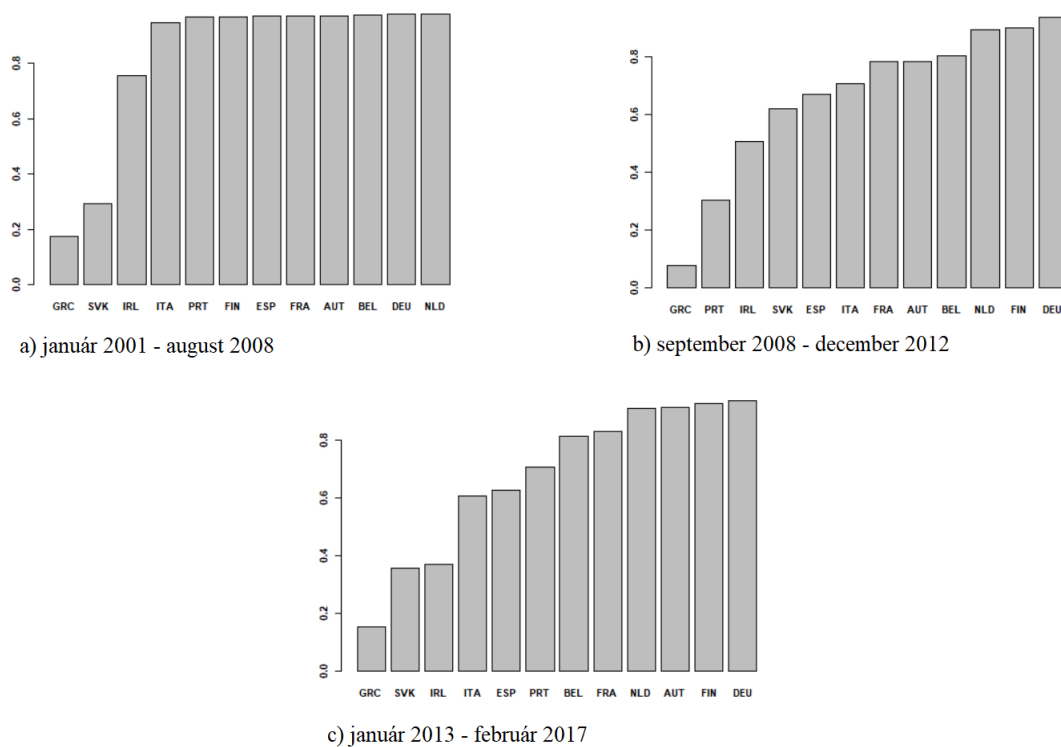 0.8
0.6
0.4
0.2
0.0
GRC SVK IRL ITA PRT FIN ESP FRA AUT BEL DEU NLD
a) január 2001 - august 2008
0.8
0.6
0.4
0.2
0.0
GRC PRT IRL SVK ESP ITA FRA AUT BEL NLD FIN DEU
b) september 2008 - december 2012
0.8
0.6
0.4
0.2
0.0
GRC SVK IRL ITA ESP PRT BEL FRA NLD AUT FIN DEU
c) január 2013 - február 2017